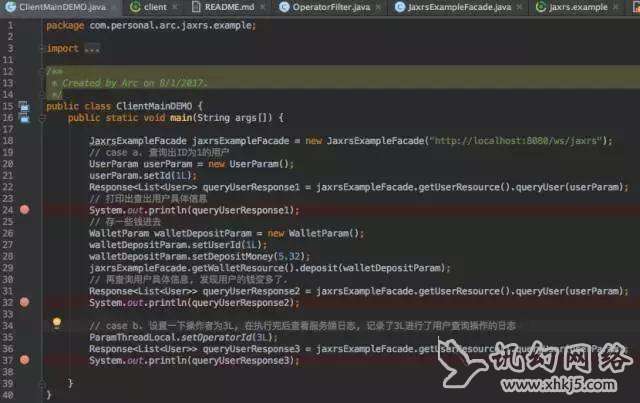 ClientMainDEMO.java client README.md OperatorFilter.java JaxrsExampleFacade.java Jaxrs.example
1 package com.personal.arc.jaxrs.example;
2
3 import ...
11
12 /**
13 * Created by Arc on 8/1/2017.
14 */
15 public class ClientMainDEMO {
16 public static void main(String args[]) {
17
18 JaxrsExampleFacade jaxrsExampleFacade = new JaxrsExampleFacade("http://localhost:8080/ws/jaxrs");
19 // case a. 查询出ID为1的用户
20 UserParam userParam = new UserParam();
21 userParam.setId(1L);
22 Response<List<User>> queryUserResponse1 = jaxrsExampleFacade.getUserResource().queryUser(userParam);
23 // 打印出查出用户具体信息
24 System.out.println(queryUserResponse1);
25 // 存一些钱进去
26 WalletParam walletDepositParam = new WalletParam();
27 walletDepositParam.setUserId(1L);
28 walletDepositParam.setDepositMoney(5.32);
29 jaxrsExampleFacade.getWalletResource().deposit(walletDepositParam);
30 // 再查询用户具体信息, 发现用户的钱变多了.
31 Response<List<User>> queryUserResponse2 = jaxrsExampleFacade.getUserResource().queryUser(userParam);
32 System.out.println(queryUserResponse2);
33
34 // case b. 设置一下操作者为3L, 在执行完后查看服务端日志, 记录了3L进行了用户查询操作的日志
35 ParamThreadLocal.setOperatorId(3L);
36 Response<List<User>> queryUserResponse3 = jaxrsExampleFacade.getUserResource().queryUser(userParam);
37 System.out.println(queryUserResponse3);
38
39 }
40 }
讯幻网络
www.xhkj5.com